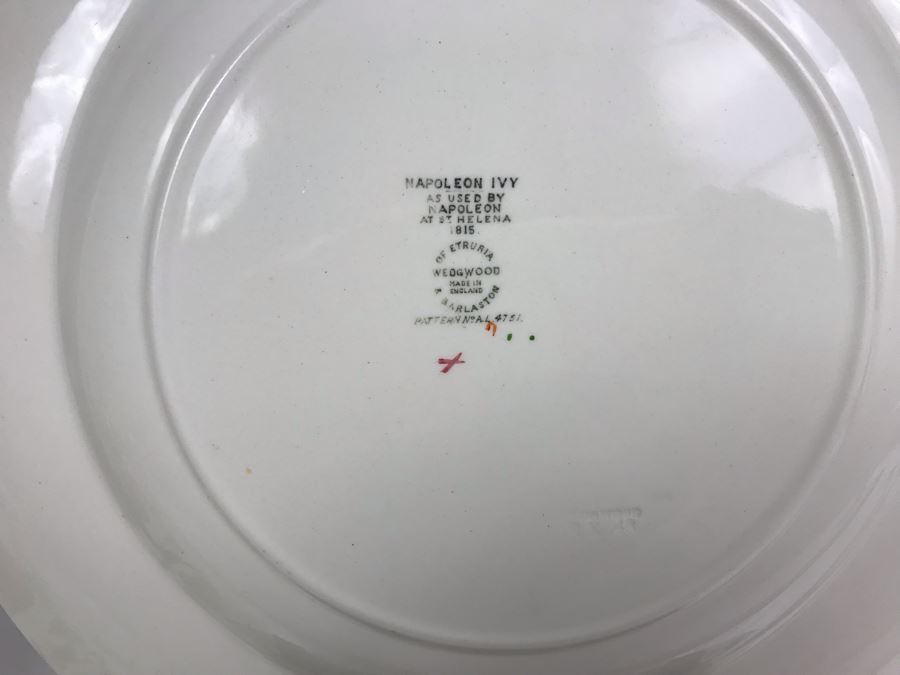 NAPOLEON IVY
AS USED BY
NAPOLEON
AT ST HELENA
1815.
OF ETRURIA
WEDGWOOD
MADE IN
ENGLAND
& BARLASTON
PATTERN No A.L. 4751.